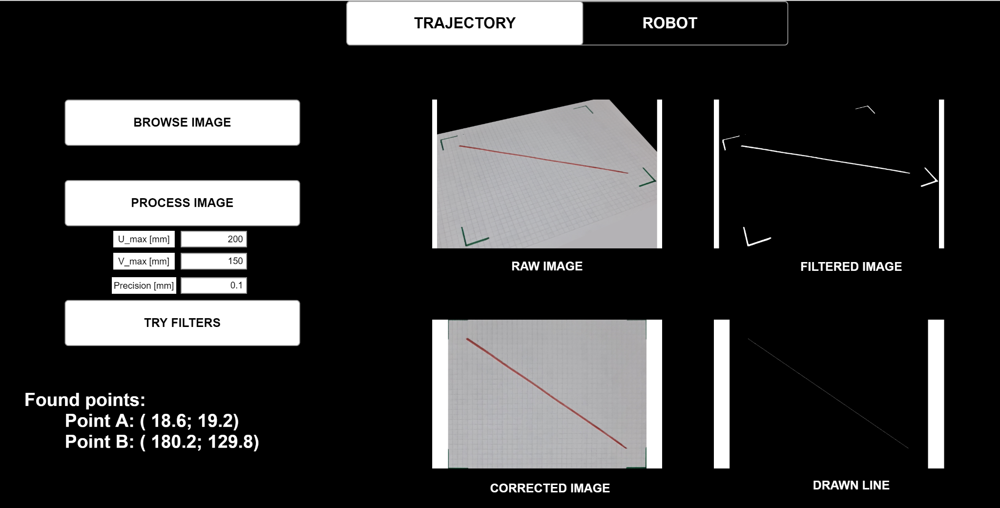 TRAJECTORY
ROBOT
BROWSE IMAGE
PROCESS IMAGE
U_max [mm]
200
V_max [mm]
150
Precision [mm]
0.1
TRY FILTERS
Found points:
Point A: ( 18.6; 19.2)
Point B: ( 180.2; 129.8)
RAW IMAGE
FILTERED IMAGE
CORRECTED IMAGE
DRAWN LINE